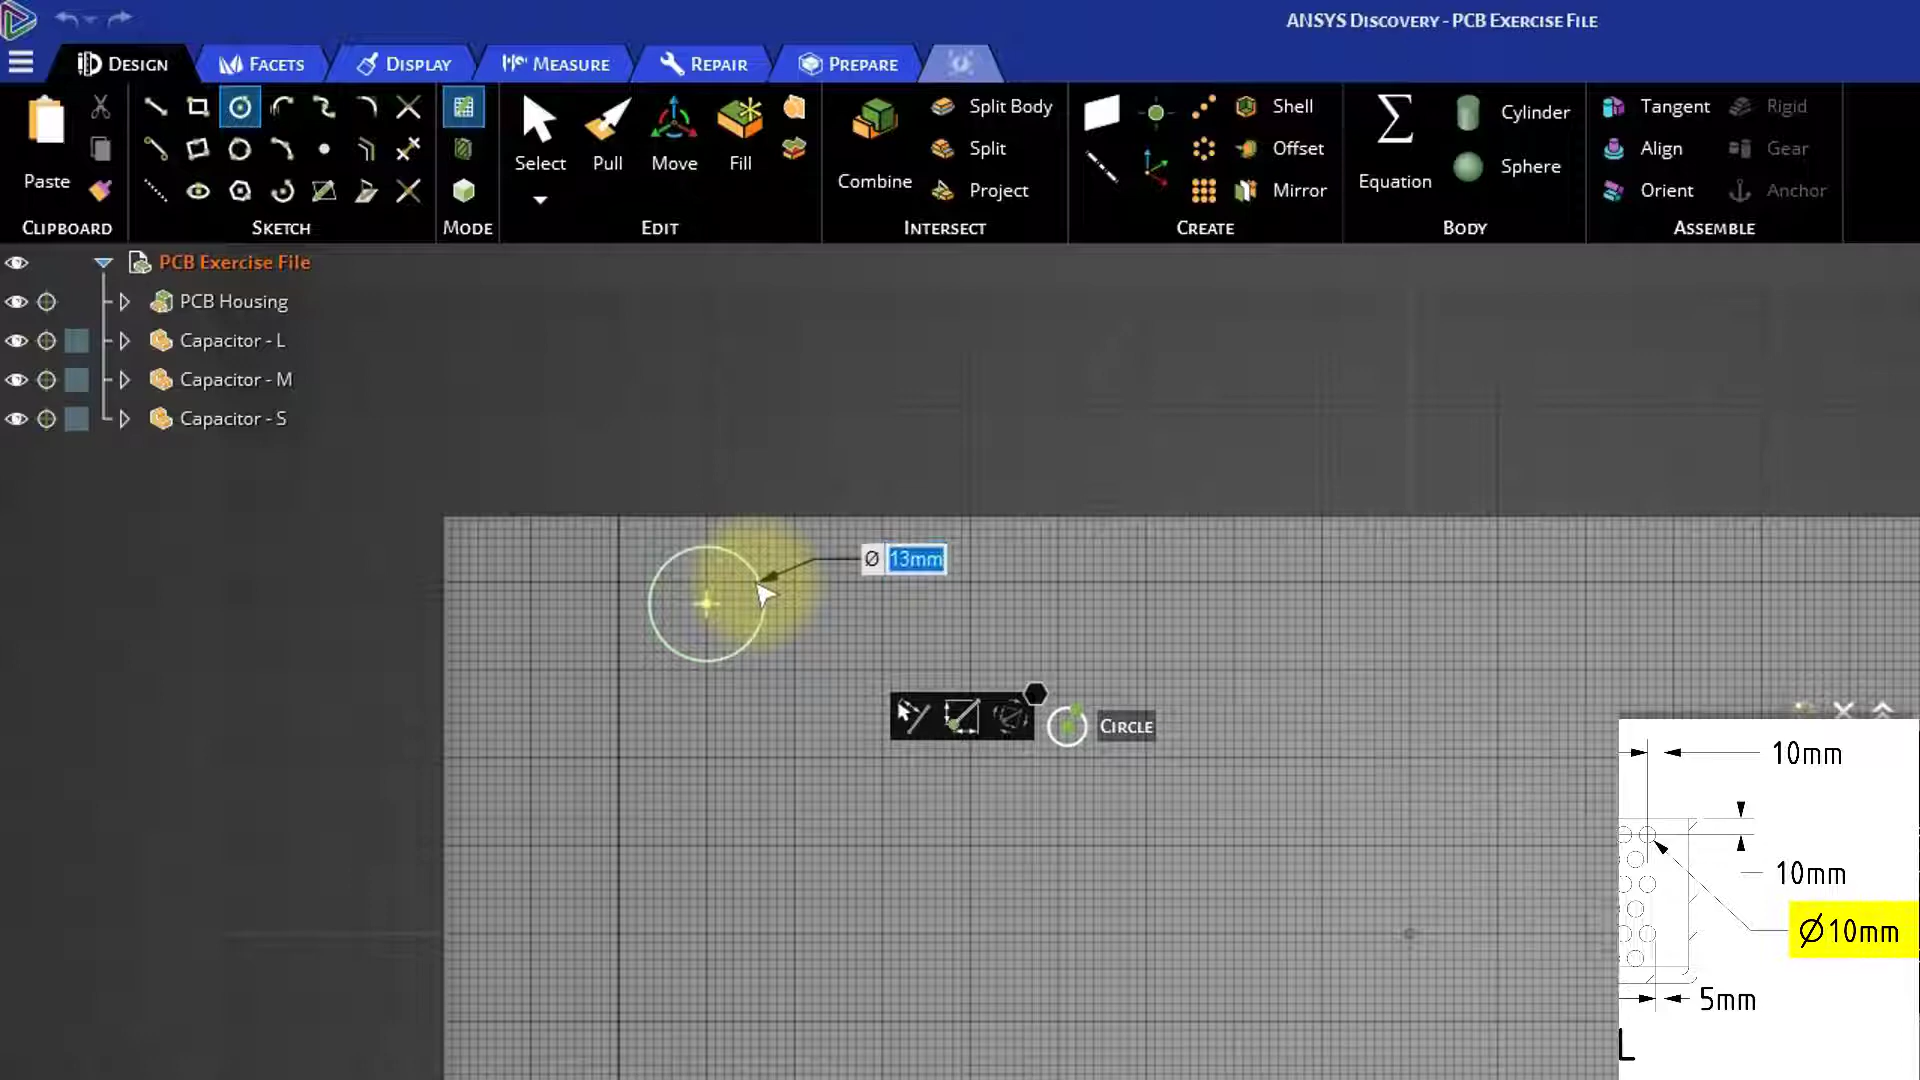 ANSYS DISCOVERY - PCB EXERCISE FILE
DESIGN
FACETS
DISPLAY
MEASURE
REPAIR
PREPARE
Paste
CLIPBOARD
SKETCH
MODE
Select
Pull
Move
Fill
EDIT
Combine
Split Body
Split
Project
INTERSECT
Shell
Offset
Mirror
CREATE
Equation
Cylinder
Sphere
BODY
Tangent
Align
Orient
Rigid
Gear
Anchor
ASSEMBLE
PCB Exercise File
PCB Housing
Capacitor - L
Capacitor - M
Capacitor - S
Ø 13mm
CIRCLE
10mm
10mm
Ø10mm
5mm
L